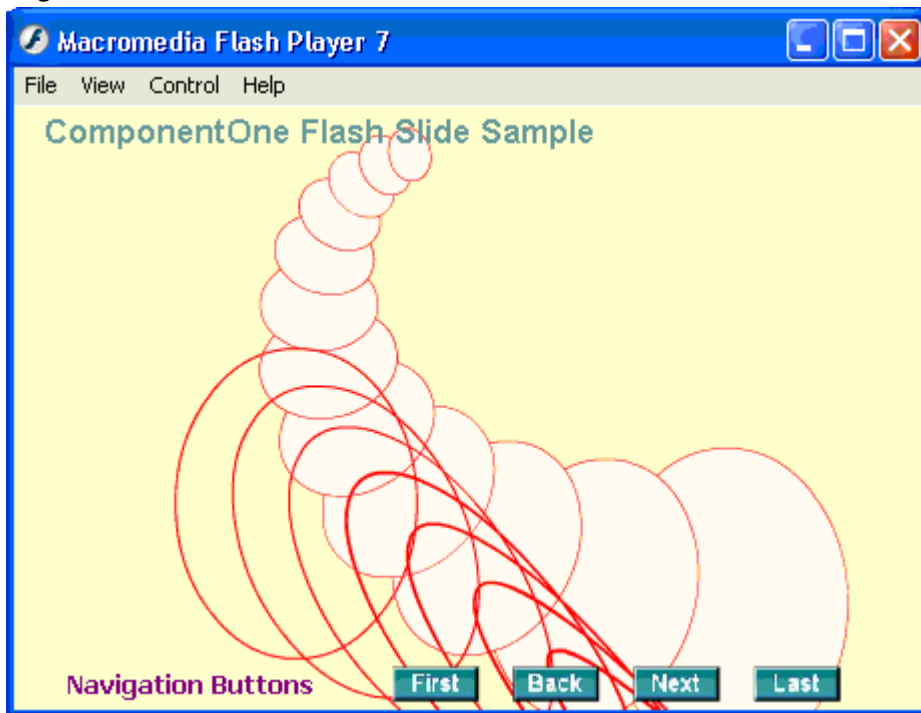 Macromedia Flash Player 7
File View Control Help
ComponentOne Flash Slide Sample
Navigation Buttons First Back Next Last